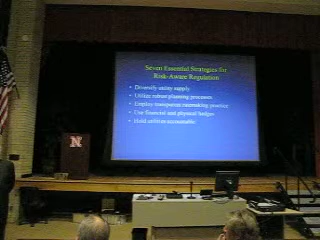 Seven Essential Strategies for
Risk-Aware Regulation
• Diversify utility supply
• Utilize robust planning processes
• Employ transparent ratemaking practice
• Use financial and physical hedges
• Hold utilities accountable
N